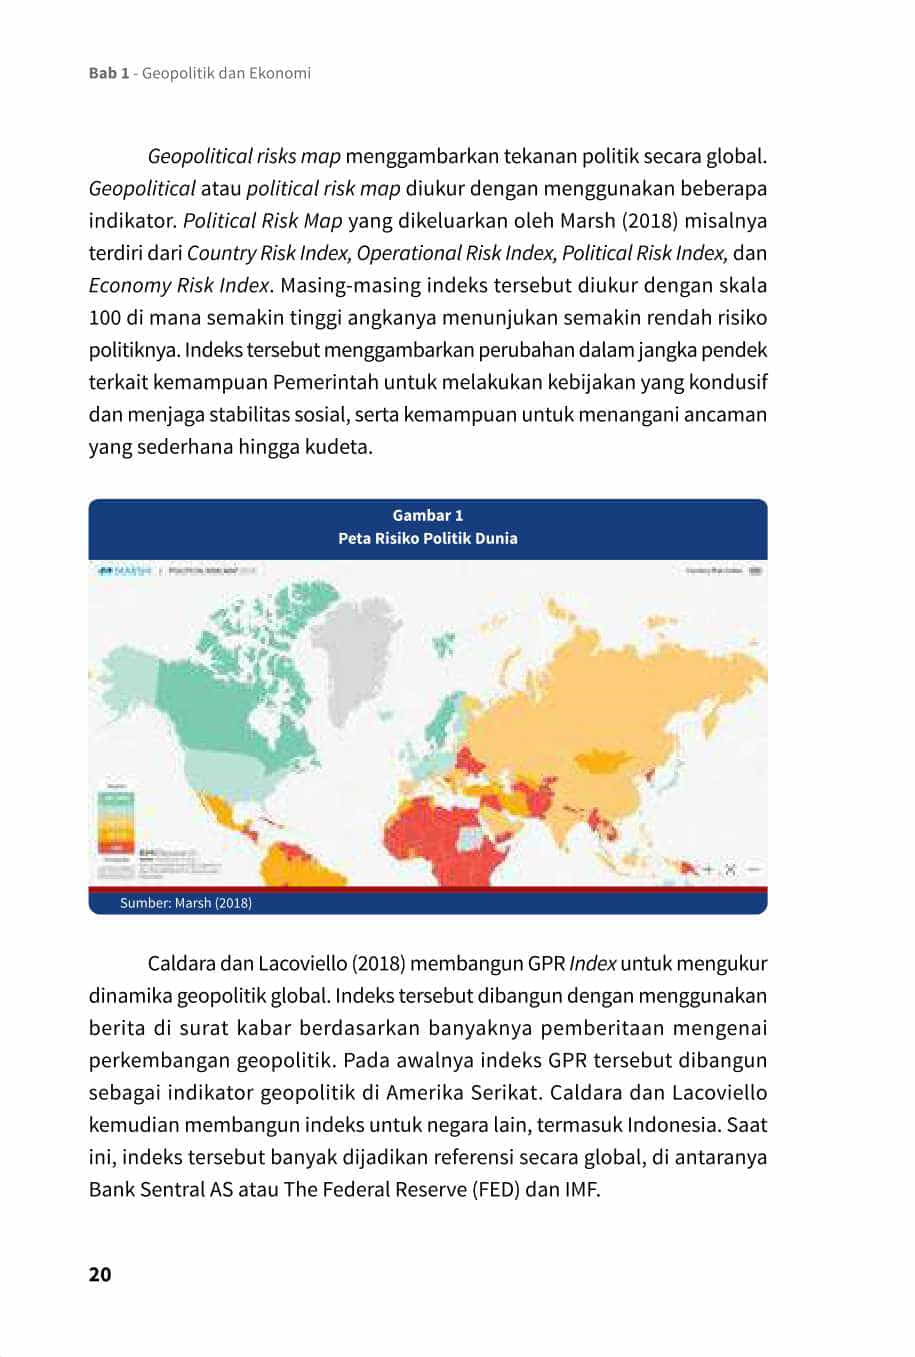 Bab 1 - Geopolitik dan Ekonomi
Geopolitical risks map menggambarkan tekanan politik secara global.
Geopolitical atau political risk map diukur dengan menggunakan beberapa
indikator. Political Risk Map yang dikeluarkan oleh Marsh (2018) misalnya
terdiri dari Country Risk Index, Operational Risk Index, Political Risk Index, dan
Economy Risk Index. Masing-masing indeks tersebut diukur dengan skala
100 di mana semakin tinggi angkanya menunjukan semakin rendah risiko
politiknya. Indeks tersebut menggambarkan perubahan dalam jangka pendek
terkait kemampuan Pemerintah untuk melakukan kebijakan yang kondusif
dan menjaga stabilitas sosial, serta kemampuan untuk menangani ancaman
yang sederhana hingga kudeta.
Gambar 1
Peta Risiko Politik Dunia
MARSH | POLITICAL RISK MAP 2018
Country Risk Index
Sumber: Marsh (2018)
Caldara dan Lacoviello (2018) membangun GPR Index untuk mengukur
dinamika geopolitik global. Indeks tersebut dibangun dengan menggunakan
berita di surat kabar berdasarkan banyaknya pemberitaan mengenai
perkembangan geopolitik. Pada awalnya indeks GPR tersebut dibangun
sebagai indikator geopolitik di Amerika Serikat. Caldara dan Lacoviello
kemudian membangun indeks untuk negara lain, termasuk Indonesia. Saat
ini, indeks tersebut banyak dijadikan referensi secara global, di antaranya
Bank Sentral AS atau The Federal Reserve (FED) dan IMF.
20